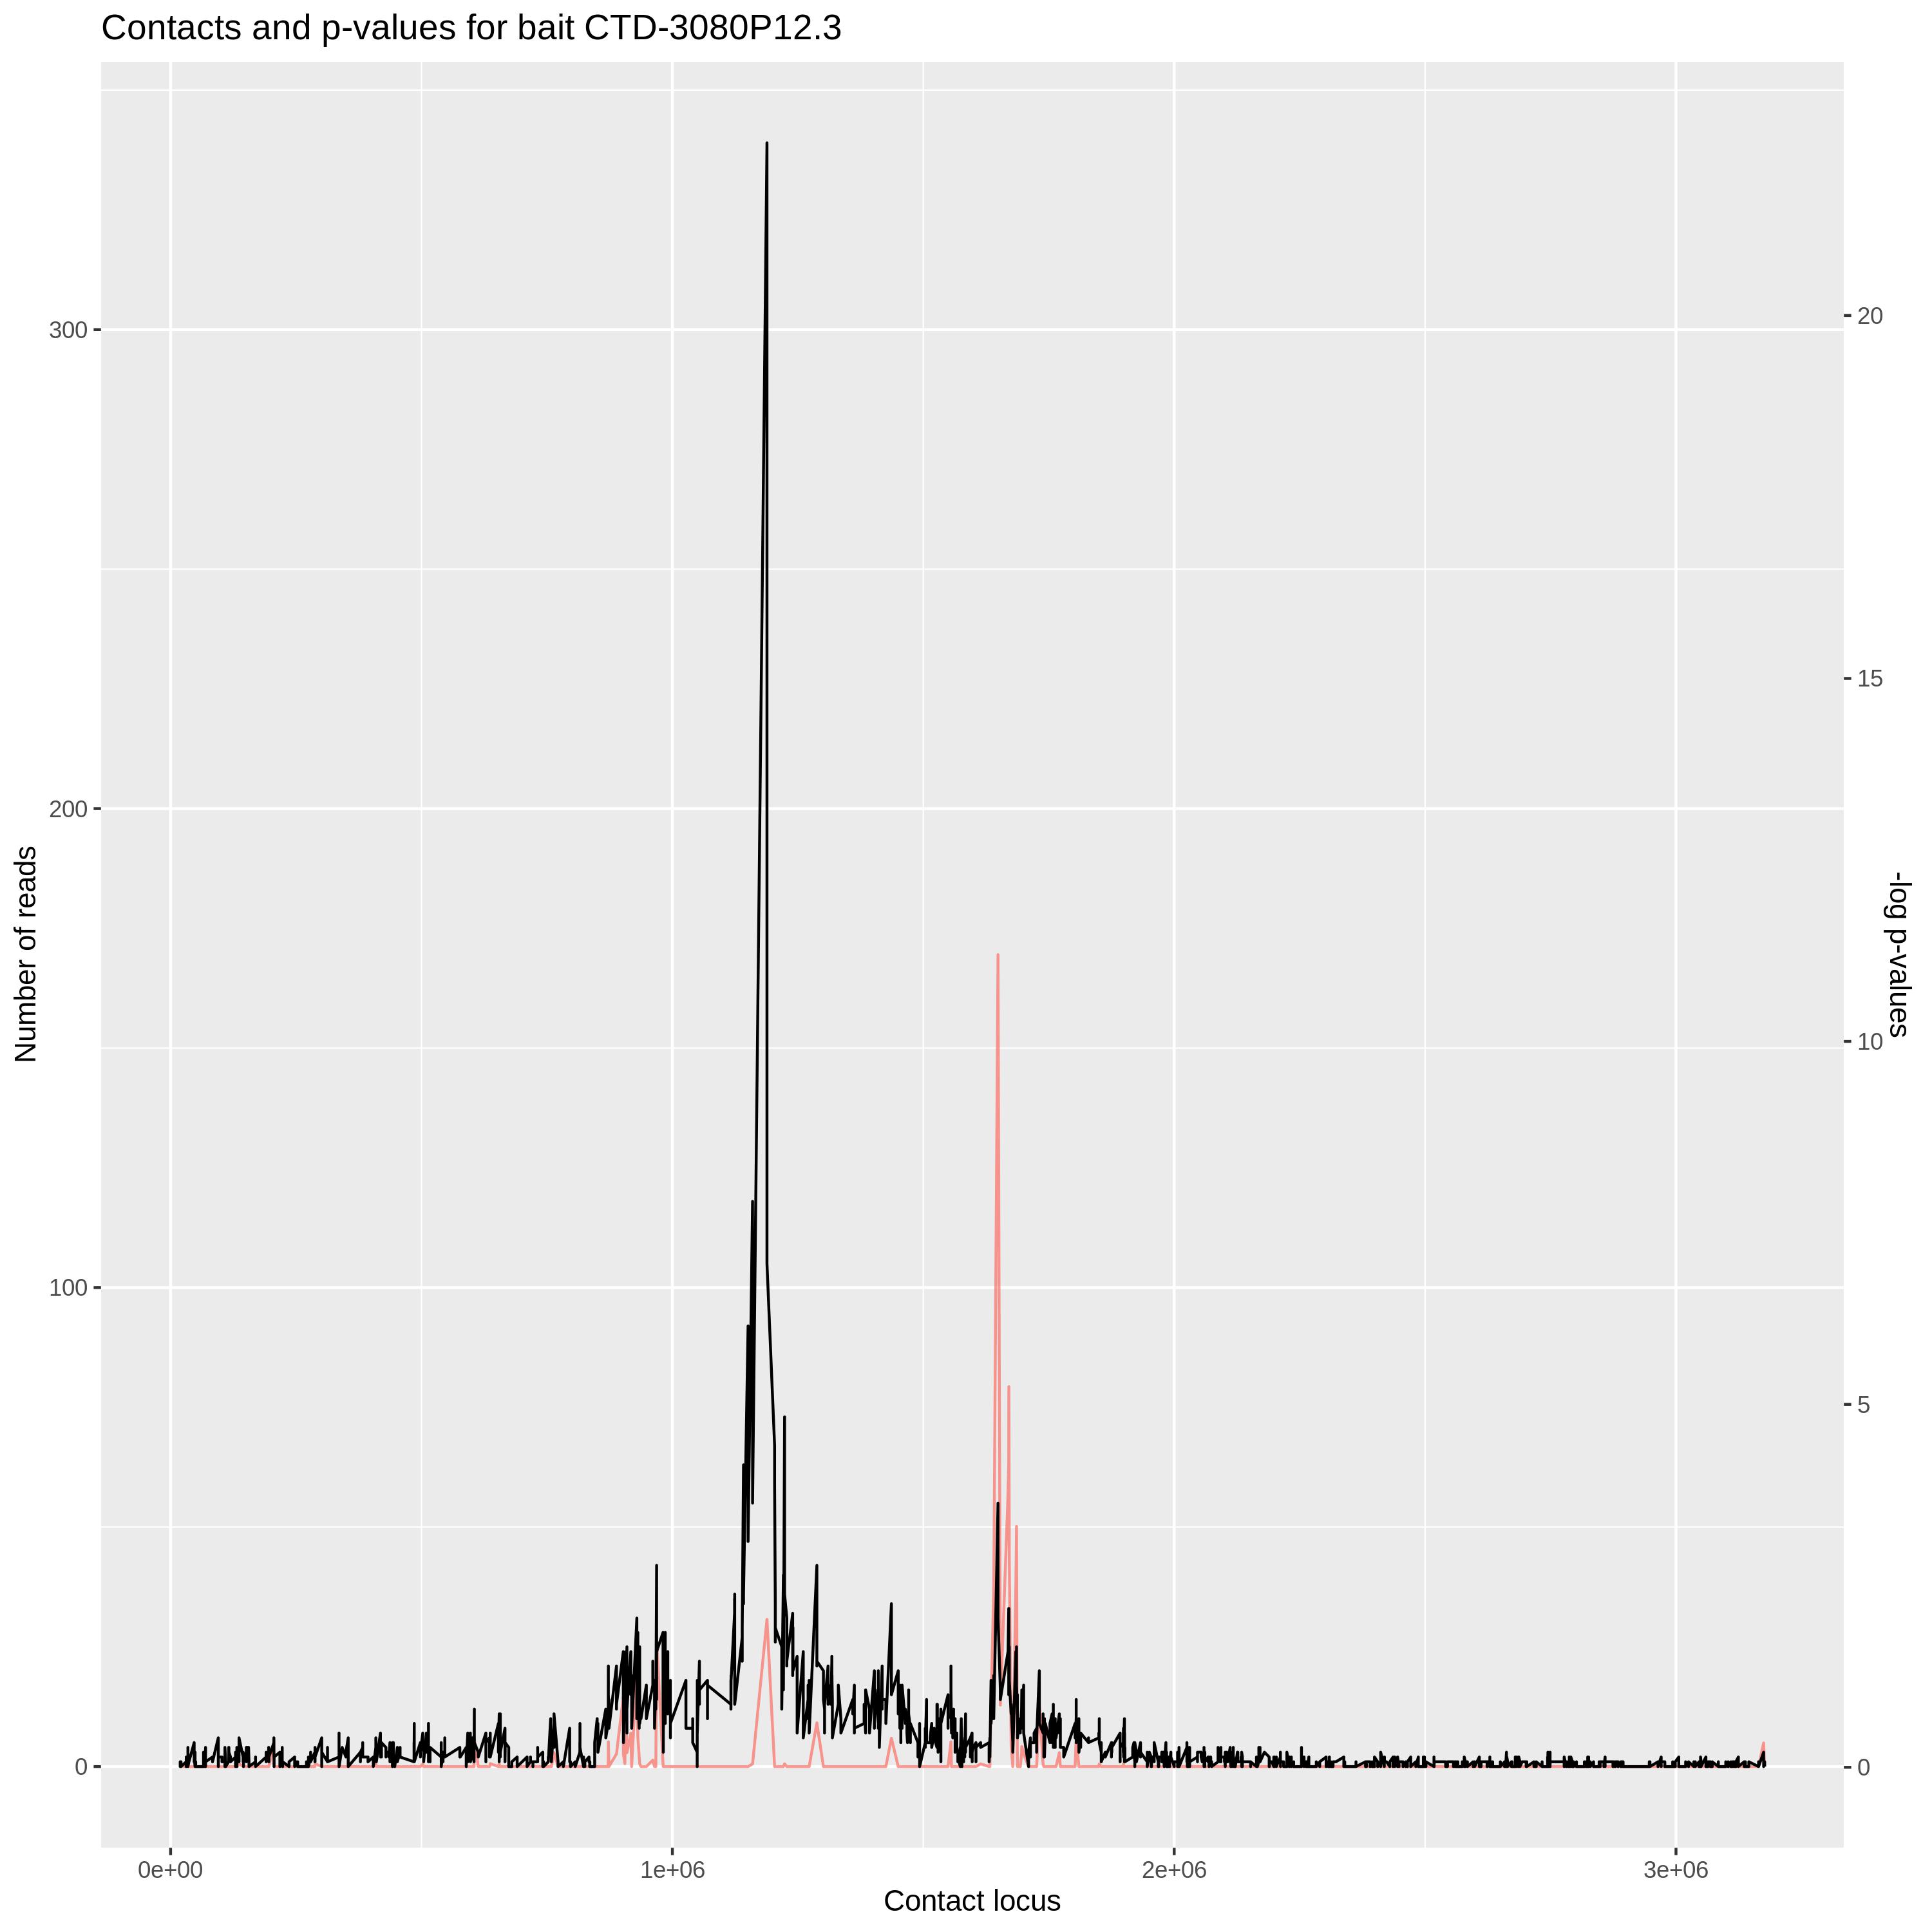 Contacts and p-values for bait CTD-3080P12.3
Number of reads
300
200
100
0
20
15
10
5
0
-log p-values
0e+00 1e+06 2e+06 3e+06
Contact locus